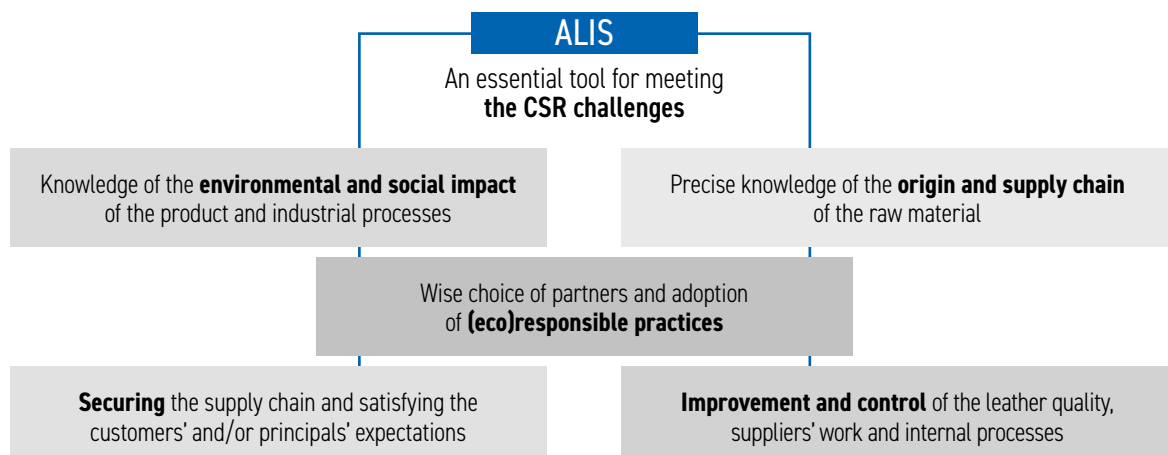 ALIS
An essential tool for meeting
the CSR challenges
Knowledge of the environmental and social impact
of the product and industrial processes
Precise knowledge of the origin and supply chain
of the raw material
Wise choice of partners and adoption
of (eco)responsible practices
Securing the supply chain and satisfying the
customers’ and/or principals’ expectations
Improvement and control of the leather quality,
suppliers’ work and internal processes